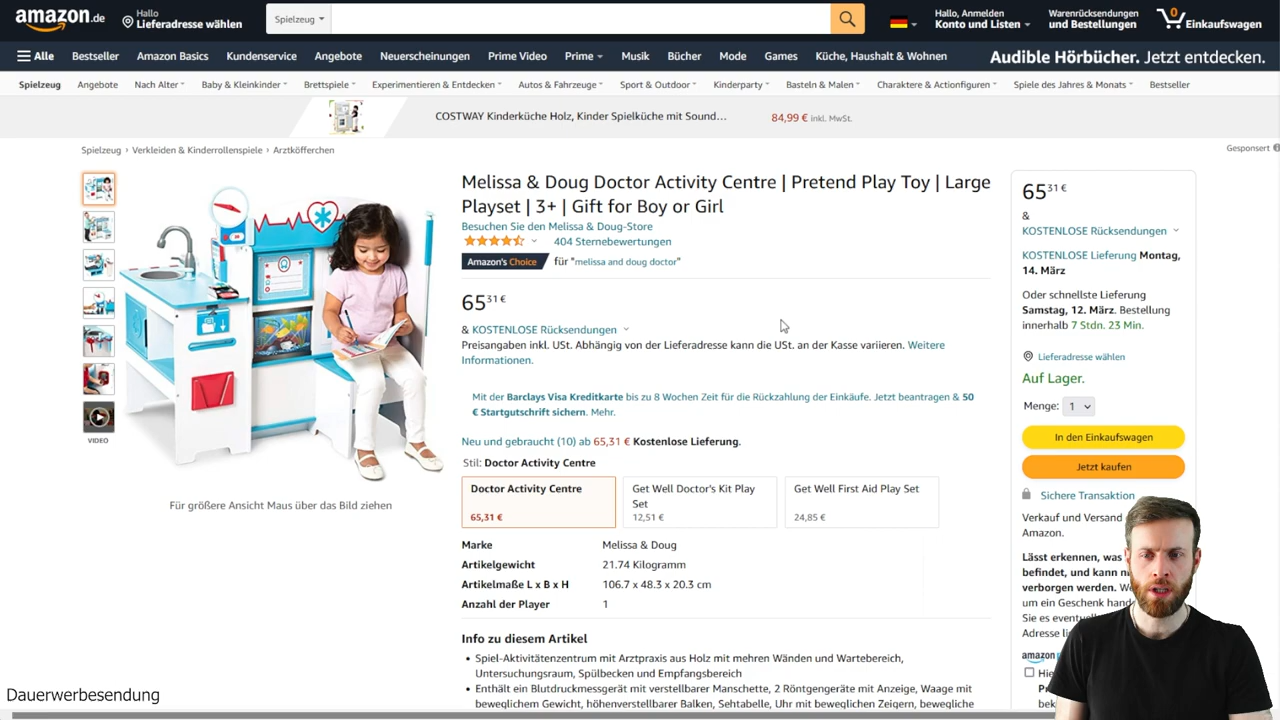 amazon.de
Hallo
Lieferadresse wählen
Spielzeug
Hallo, Anmelden
Konto und Listen
Warenrücksendungen
und Bestellungen
0
Einkaufswagen
Alle
Bestseller
Amazon Basics
Kundenservice
Angebote
Neuerscheinungen
Prime Video
Prime
Musik
Bücher
Mode
Games
Küche, Haushalt & Wohnen
Audible Hörbücher. Jetzt entdecken.
Spielzeug
Angebote
Nach Alter
Baby & Kleinkinder
Brettspiele
Experimentieren & Entdecken
Autos & Fahrzeuge
Sport & Outdoor
Kinderparty
Basteln & Malen
Charaktere & Actionfiguren
Spiele des Jahres & Monats
Bestseller
COSTWAY Kinderküche Holz, Kinder Spielküche mit Sound…
84,99 € inkl. MwSt.
Spielzeug › Verkleiden & Kinderrollenspiele › Arztköfferchen
Gesponsert
VIDEO
Für größere Ansicht Maus über das Bild ziehen
Melissa & Doug Doctor Activity Centre | Pretend Play Toy | Large
Playset | 3+ | Gift for Boy or Girl
Besuchen Sie den Melissa & Doug-Store
404 Sternebewertungen
Amazon's Choice für "melissa and doug doctor"
65 31 €
& KOSTENLOSE Rücksendungen
Preisangaben inkl. USt. Abhängig von der Lieferadresse kann die USt. an der Kasse variieren. Weitere
Informationen.
Mit der Barclays Visa Kreditkarte bis zu 8 Wochen Zeit für die Rückzahlung der Einkäufe. Jetzt beantragen & 50
€ Startgutschrift sichern. Mehr.
Neu und gebraucht (10) ab 65,31 € Kostenlose Lieferung.
Stil: Doctor Activity Centre
Doctor Activity Centre
65,31 €
Get Well Doctor's Kit Play
Set
12,51 €
Get Well First Aid Play Set
24,85 €
Marke Melissa & Doug
Artikelgewicht 21.74 Kilogramm
Artikelmaße L x B x H 106.7 x 48.3 x 20.3 cm
Anzahl der Player 1
Info zu diesem Artikel
• Spiel-Aktivitätenzentrum mit Arztpraxis aus Holz mit mehren Wänden und Wartebereich,
Untersuchungsraum, Spülbecken und Empfangsbereich
• Enthält ein Blutdruckmessgerät mit verstellbarer Manschette, 2 Röntgengeräte mit Anzeige, Waage mit
beweglichem Gewicht, höhenverstellbarer Balken, Sehtabelle, Uhr mit beweglichen Zeigern, bewegliche
65 31 €
&
KOSTENLOSE Rücksendungen
KOSTENLOSE Lieferung Montag,
14. März
Oder schnellste Lieferung
Samstag, 12. März. Bestellung
innerhalb 7 Stdn. 23 Min.
Lieferadresse wählen
Auf Lager.
Menge: 1
In den Einkaufswagen
Jetzt kaufen
Sichere Transaktion
Verkauf und Versand
Amazon.
Lässt erkennen, was
befindet, und kann
verborgen werden.
um ein Geschenk
Sie es
Adresse
amazon
Dauerwerbesendung